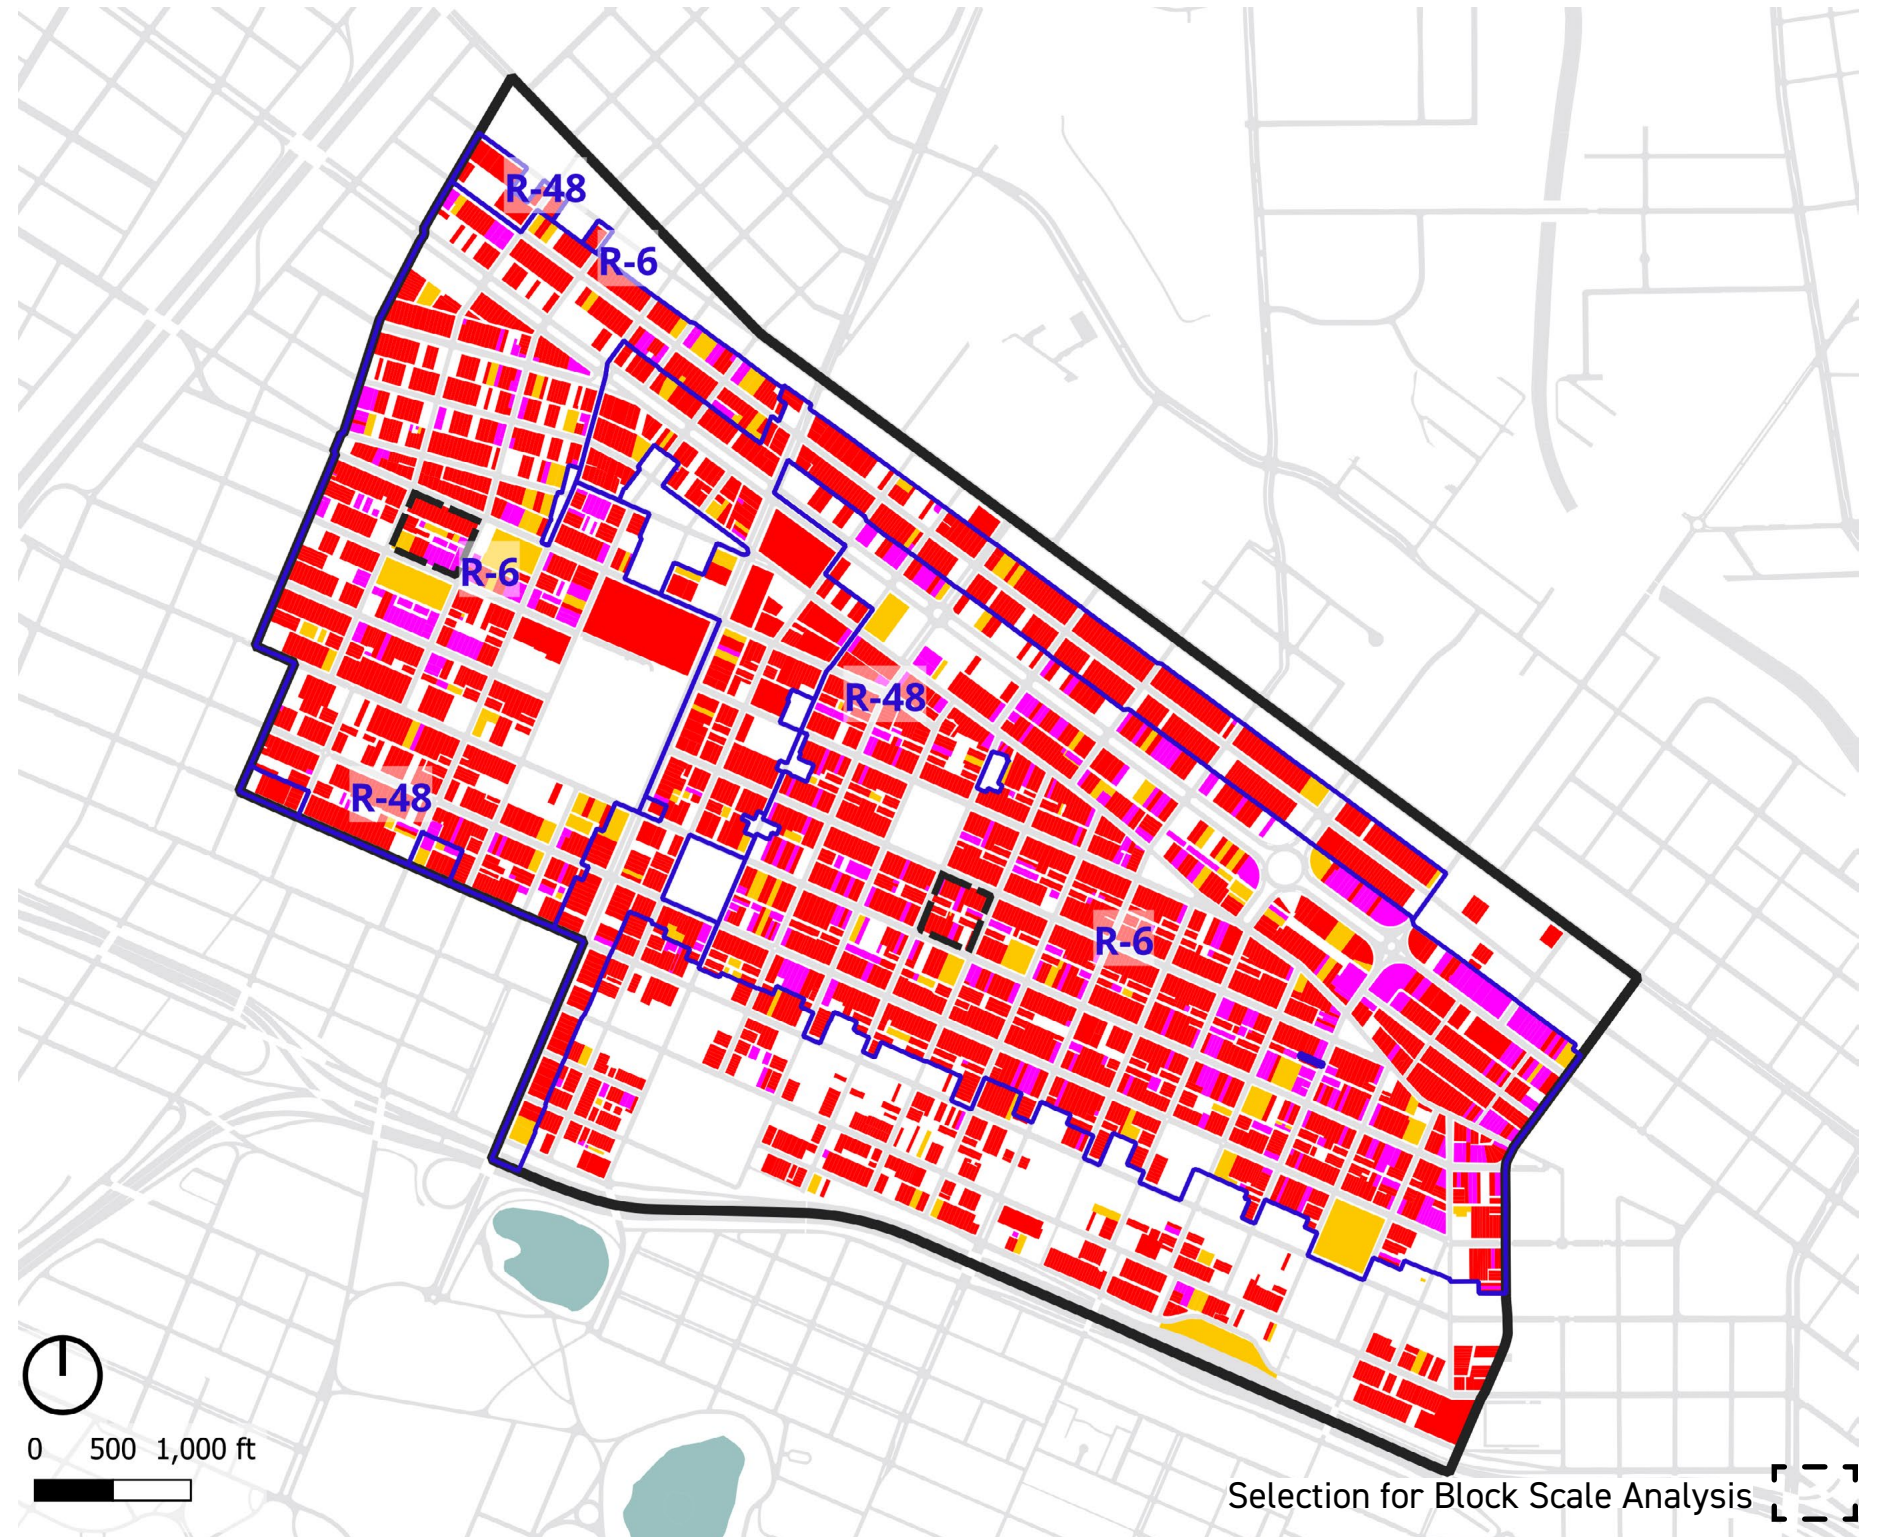 R-48
R-6
R-6
R-48
R-48
R-6
0 500 1,000 ft
Selection for Block Scale Analysis